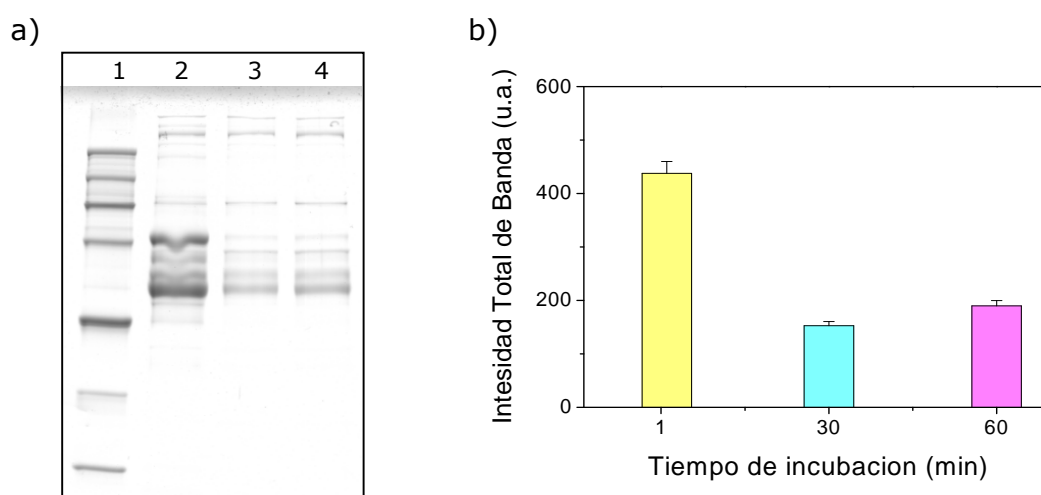 a)
1 2 3 4
b)
Intesidad Total de Banda (u.a.)
600
400
200
0
1 30 60
Tiempo de incubacion (min)